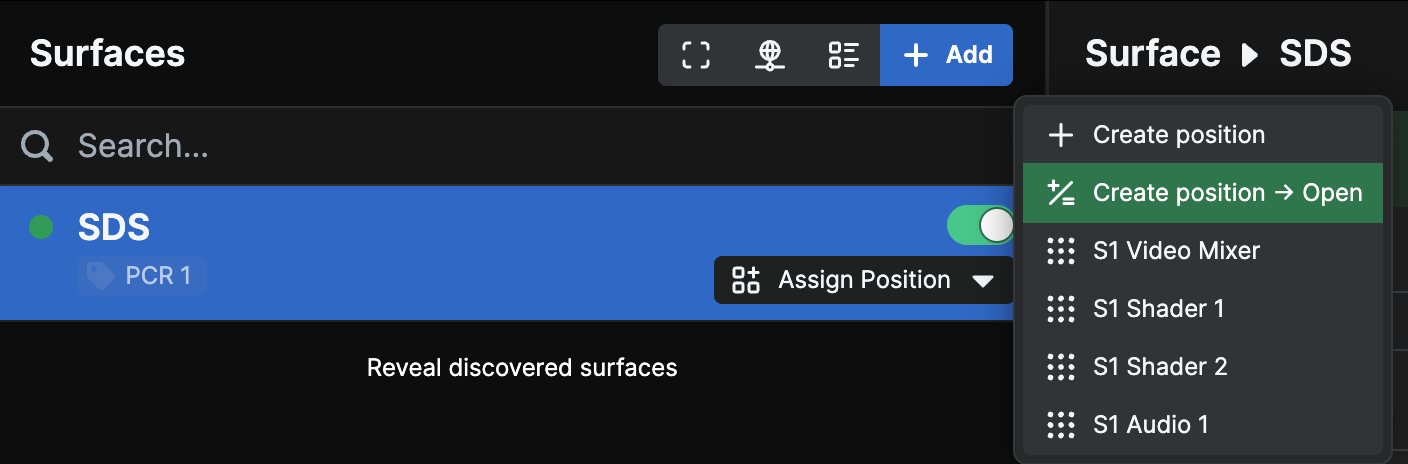 Surfaces
Add
Surface ▶ SDS
Search...
SDS
PCR 1
Assign Position
Reveal discovered surfaces
Create position
Create position → Open
S1 Video Mixer
S1 Shader 1
S1 Shader 2
S1 Audio 1